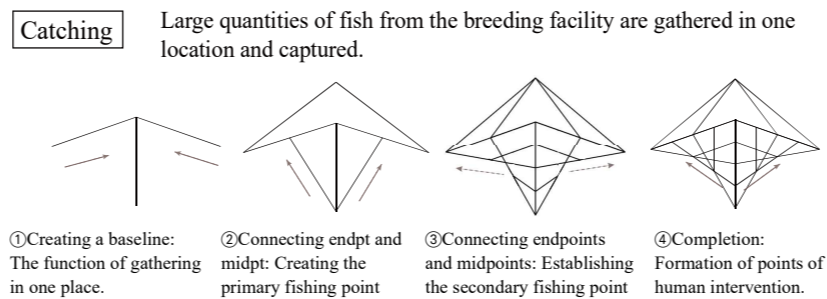 Catching
Large quantities of fish from the breeding facility are gathered in one
location and captured.
①Creating a baseline:
The function of gathering
in one place.
②Connecting endpt and
midpt: Creating the
primary fishing point
③Connecting endpoints
and midpoints: Establishing
the secondary fishing point
④Completion:
Formation of points of
human intervention.